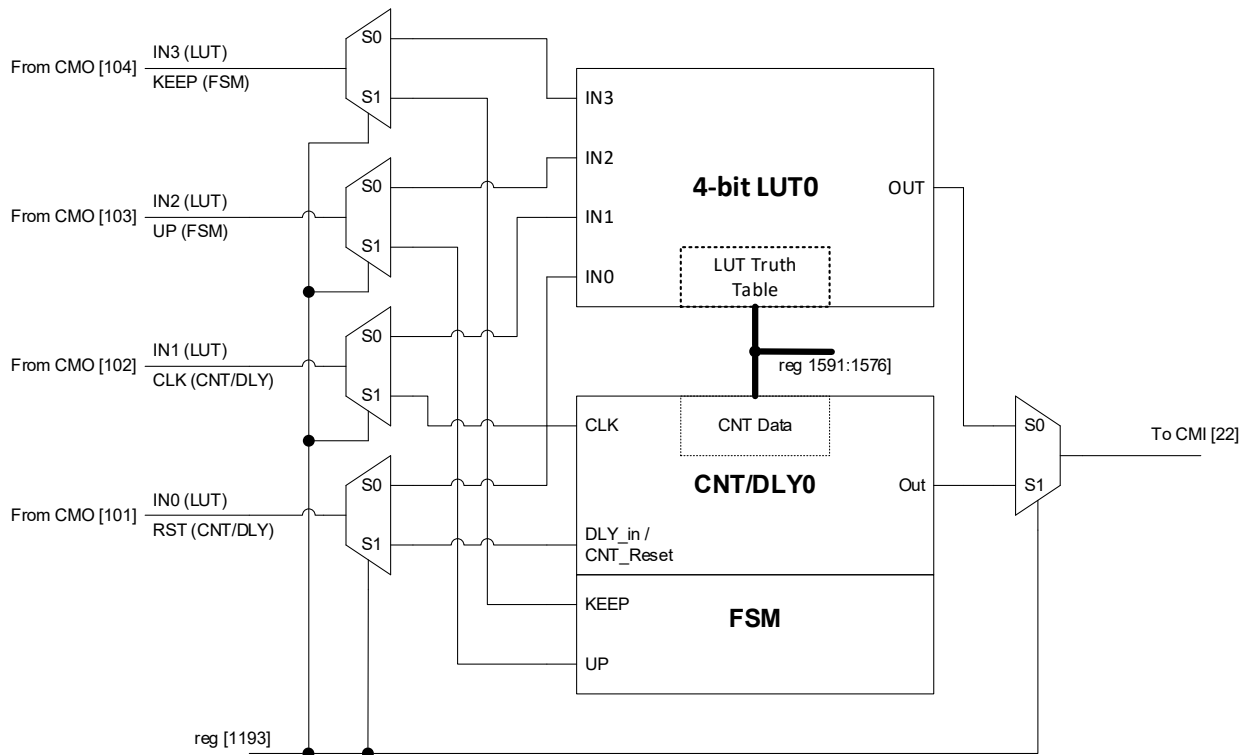 From CMO [104]
IN3 (LUT)
KEEP (FSM)
S0
S1
From CMO [103]
IN2 (LUT)
UP (FSM)
S0
S1
From CMO [102]
IN1 (LUT)
CLK (CNT/DLY)
S0
S1
From CMO [101]
IN0 (LUT)
RST (CNT/DLY)
S0
S1
IN3
IN2
IN1
IN0
4-bit LUT0
OUT
LUT Truth
Table
reg 1591:1576]
CLK
CNT Data
CNT/DLY0
Out
DLY_in /
CNT_Reset
KEEP
FSM
UP
S0
S1
To CMI [22]
reg [1193]